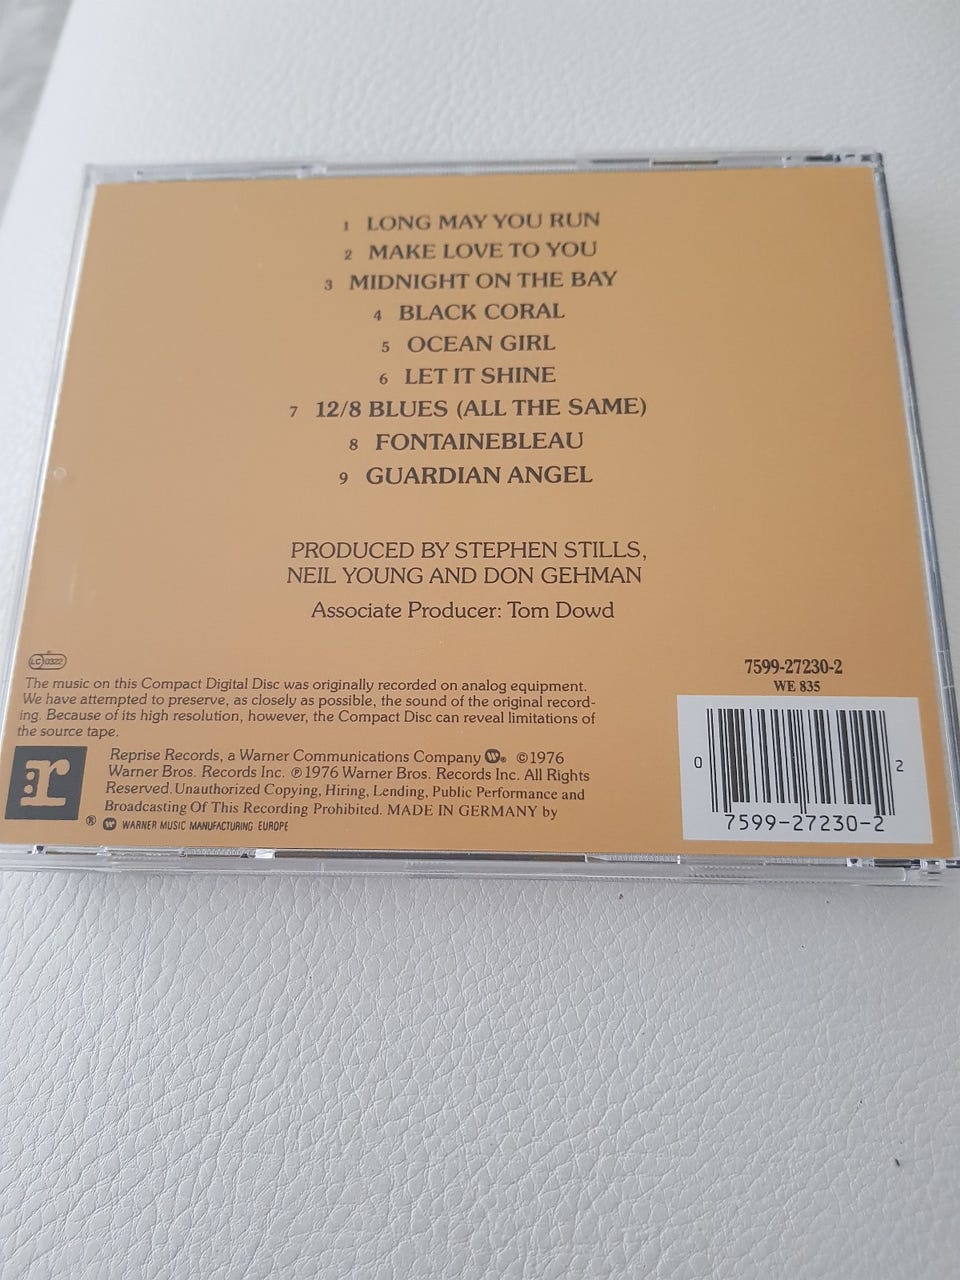 1 LONG MAY YOU RUN
2 MAKE LOVE TO YOU
3 MIDNIGHT ON THE BAY
4 BLACK CORAL
5 OCEAN GIRL
6 LET IT SHINE
7 12/8 BLUES (ALL THE SAME)
8 FONTAINEBLEAU
9 GUARDIAN ANGEL
PRODUCED BY STEPHEN STILLS,
NEIL YOUNG AND DON GEHMAN
Associate Producer: Tom Dowd
LC 0322
The music on this Compact Digital Disc was originally recorded on analog equipment.
We have attempted to preserve, as closely as possible, the sound of the original record-
ing. Because of its high resolution, however, the Compact Disc can reveal limitations of
the source tape.
:r
®
Reprise Records, a Warner Communications Company W® ©1976
Warner Bros. Records Inc. ℗1976 Warner Bros. Records Inc. All Rights
Reserved. Unauthorized Copying, Hiring, Lending, Public Performance and
Broadcasting Of This Recording Prohibited. MADE IN GERMANY by
W WARNER MUSIC MANUFACTURING EUROPE
7599-27230-2
WE 835
0 2
7599-27230-2